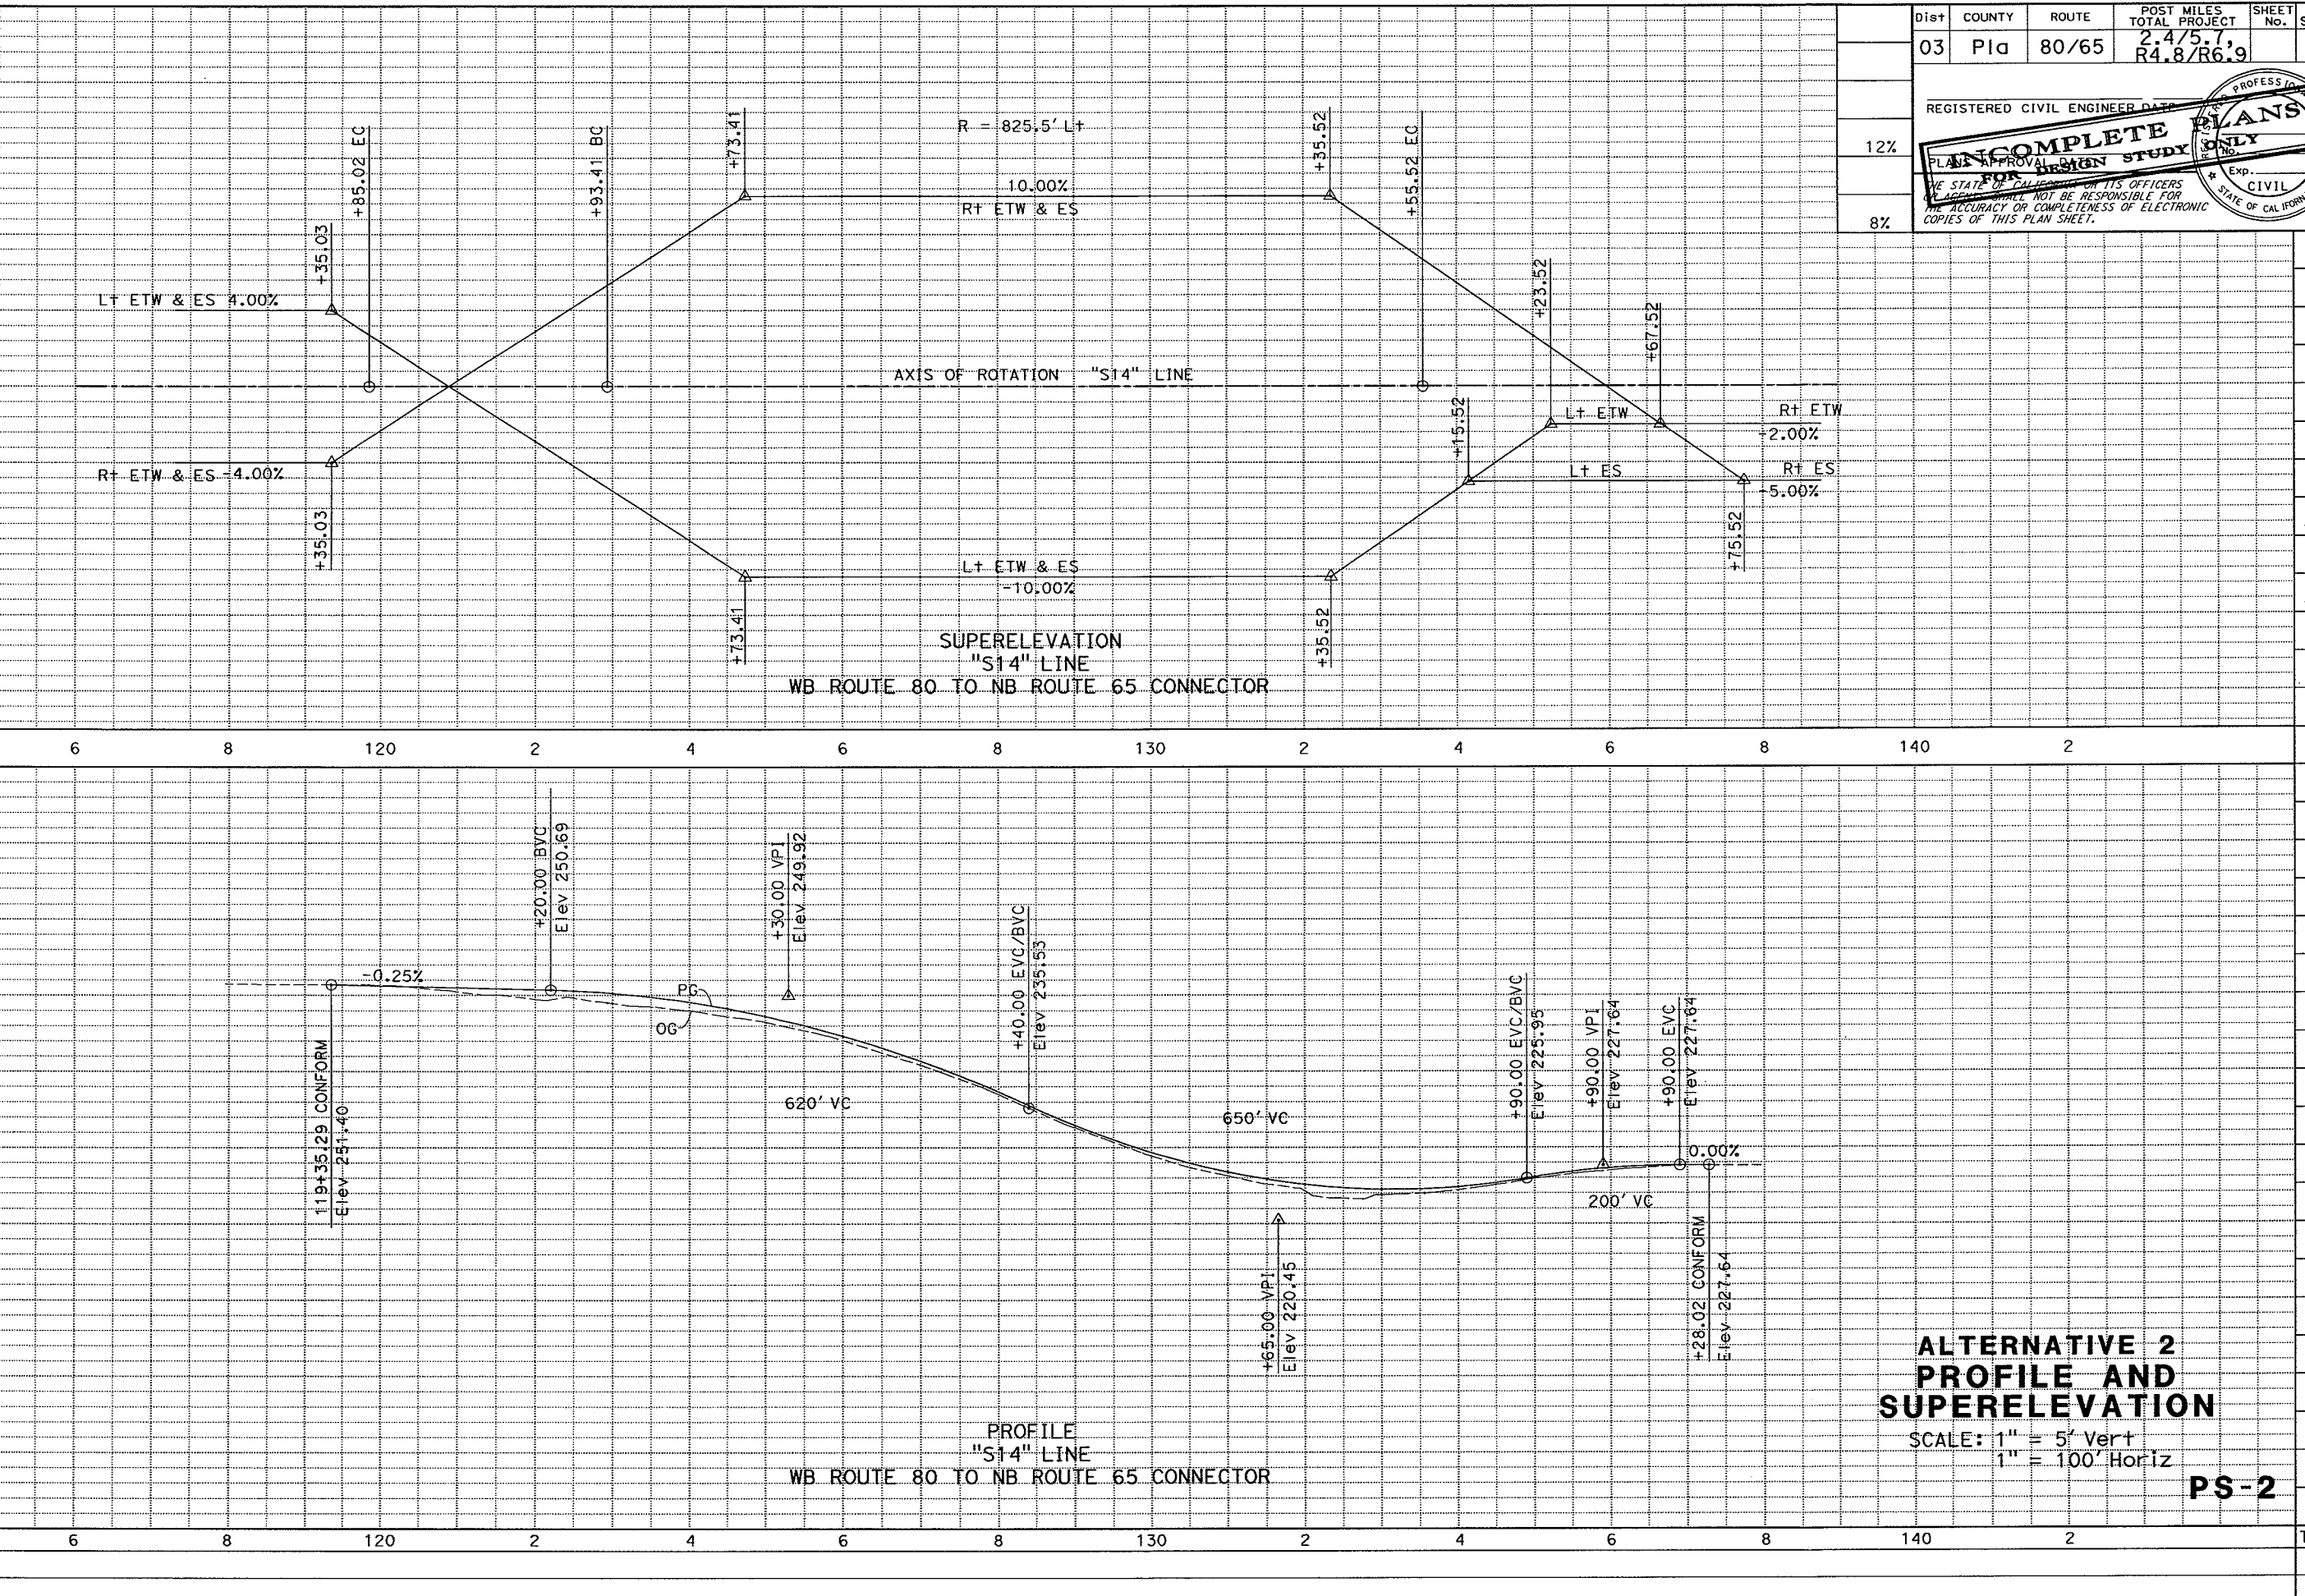 Dist COUNTY ROUTE POST MILES TOTAL PROJECT SHEET No.
03 Pla 80/65 2.4/5.7, R4.8/R6.9
REGISTERED CIVIL ENGINEER DATE
PLANS APPROVAL DATE
THE STATE OF CALIFORNIA OR ITS OFFICERS
OR AGENTS SHALL NOT BE RESPONSIBLE FOR
THE ACCURACY OR COMPLETENESS OF ELECTRONIC
COPIES OF THIS PLAN SHEET.
INCOMPLETE PLANS
FOR DESIGN STUDY ONLY
No.
Exp.
CIVIL
12%
8%
+85.02 EC
+93.41 BC
+73.41
R = 825.5' Lt
+35.52
+55.52 EC
10.00%
Rt ETW & ES
+35.03
Lt ETW & ES 4.00%
+23.52
+67.52
AXIS OF ROTATION "S14" LINE
+15.52
Lt ETW
Rt ETW
-2.00%
Rt ETW & ES -4.00%
Lt ES
Rt ES
-5.00%
+35.03
+75.52
Lt ETW & ES
-10.00%
+73.41
+35.52
SUPERELEVATION
"S14" LINE
WB ROUTE 80 TO NB ROUTE 65 CONNECTOR
6 8 120 2 4 6 8 130 2 4 6 8 140 2
+20.00 BVC
Elev 250.69
+30.00 VPI
Elev 249.92
+40.00 EVC/BVC
Elev 235.53
-0.25%
PG
OG
+90.00 EVC/BVC
Elev 225.95
+90.00 VPI
Elev 227.64
+90.00 EVC
Elev 227.64
119+35.29 CONFORM
Elev 251.40
620' VC
650' VC
0.00%
200' VC
+65.00 VPI
Elev 220.45
+28.02 CONFORM
Elev 227.64
PROFILE
"S14" LINE
WB ROUTE 80 TO NB ROUTE 65 CONNECTOR
ALTERNATIVE 2
PROFILE AND
SUPERELEVATION
SCALE: 1" = 5' Vert
1" = 100' Horiz
PS-2
6 8 120 2 4 6 8 130 2 4 6 8 140 2